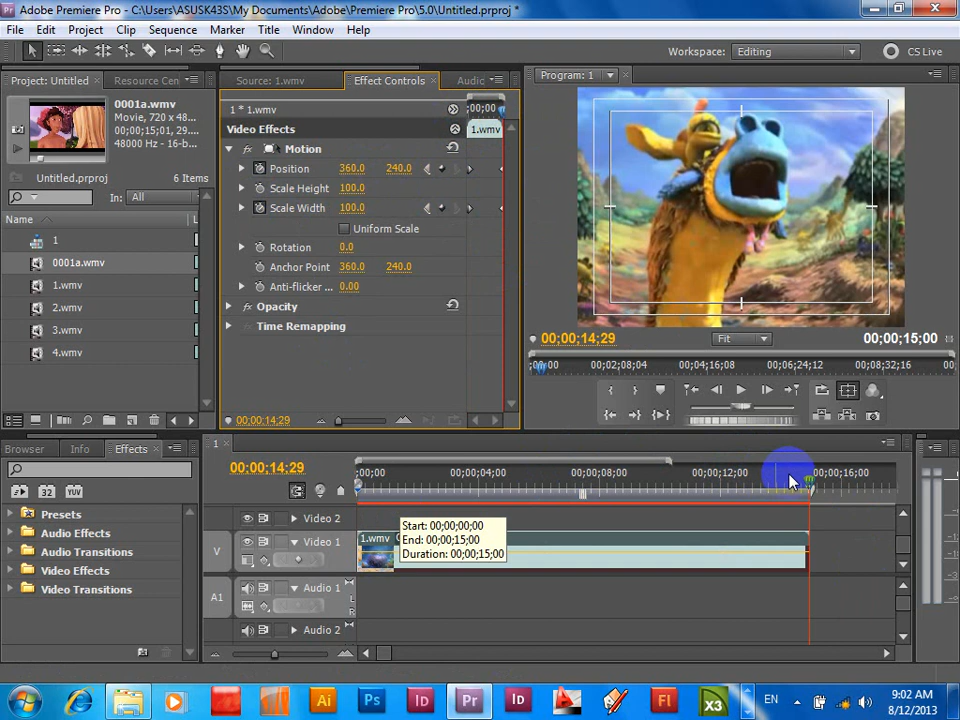 Adobe Premiere Pro - C:\Users\ASUSK43S\My Documents\Adobe\Premiere Pro\5.0\Untitled.prproj *
File Edit Project Clip Sequence Marker Title Window Help
Workspace: Editing CS Live
Project: Untitled Resource Cen
0001a.wmv
Movie, 720 x 48...
00;00;15;01, 29....
48000 Hz - 16-b...
Untitled.prproj 6 Items
In: All
Name
1
0001a.wmv
1.wmv
2.wmv
3.wmv
4.wmv
Source: 1.wmv Effect Controls Audio
1 * 1.wmv ;00;00
Video Effects 1.wmv
Motion
Position 360.0 240.0
Scale Height 100.0
Scale Width 100.0
Uniform Scale
Rotation 0.0
Anchor Point 360.0 240.0
Anti-flicker ... 0.00
Opacity
Time Remapping
00;00;14;29
Program: 1
00;00;14;29 Fit 00;00;15;00
;00;00 00;02;08;04 00;04;16;08 00;06;24;12 00;08;32;16 00;
Browser Info Effects
32 YUV
Presets
Audio Effects
Audio Transitions
Video Effects
Video Transitions
1
00;00;14;29
;00;00 00;00;04;00 00;00;08;00 00;00;12;00 00;00;16;00
Video 2
V Video 1
1.wmv
Start: 00;00;00;00
End: 00;00;15;00
Duration: 00;00;15;00
A1 Audio 1
L
R
Audio 2
Ai Ps Id Pr Id Fl X3
EN
9:02 AM
8/12/2013